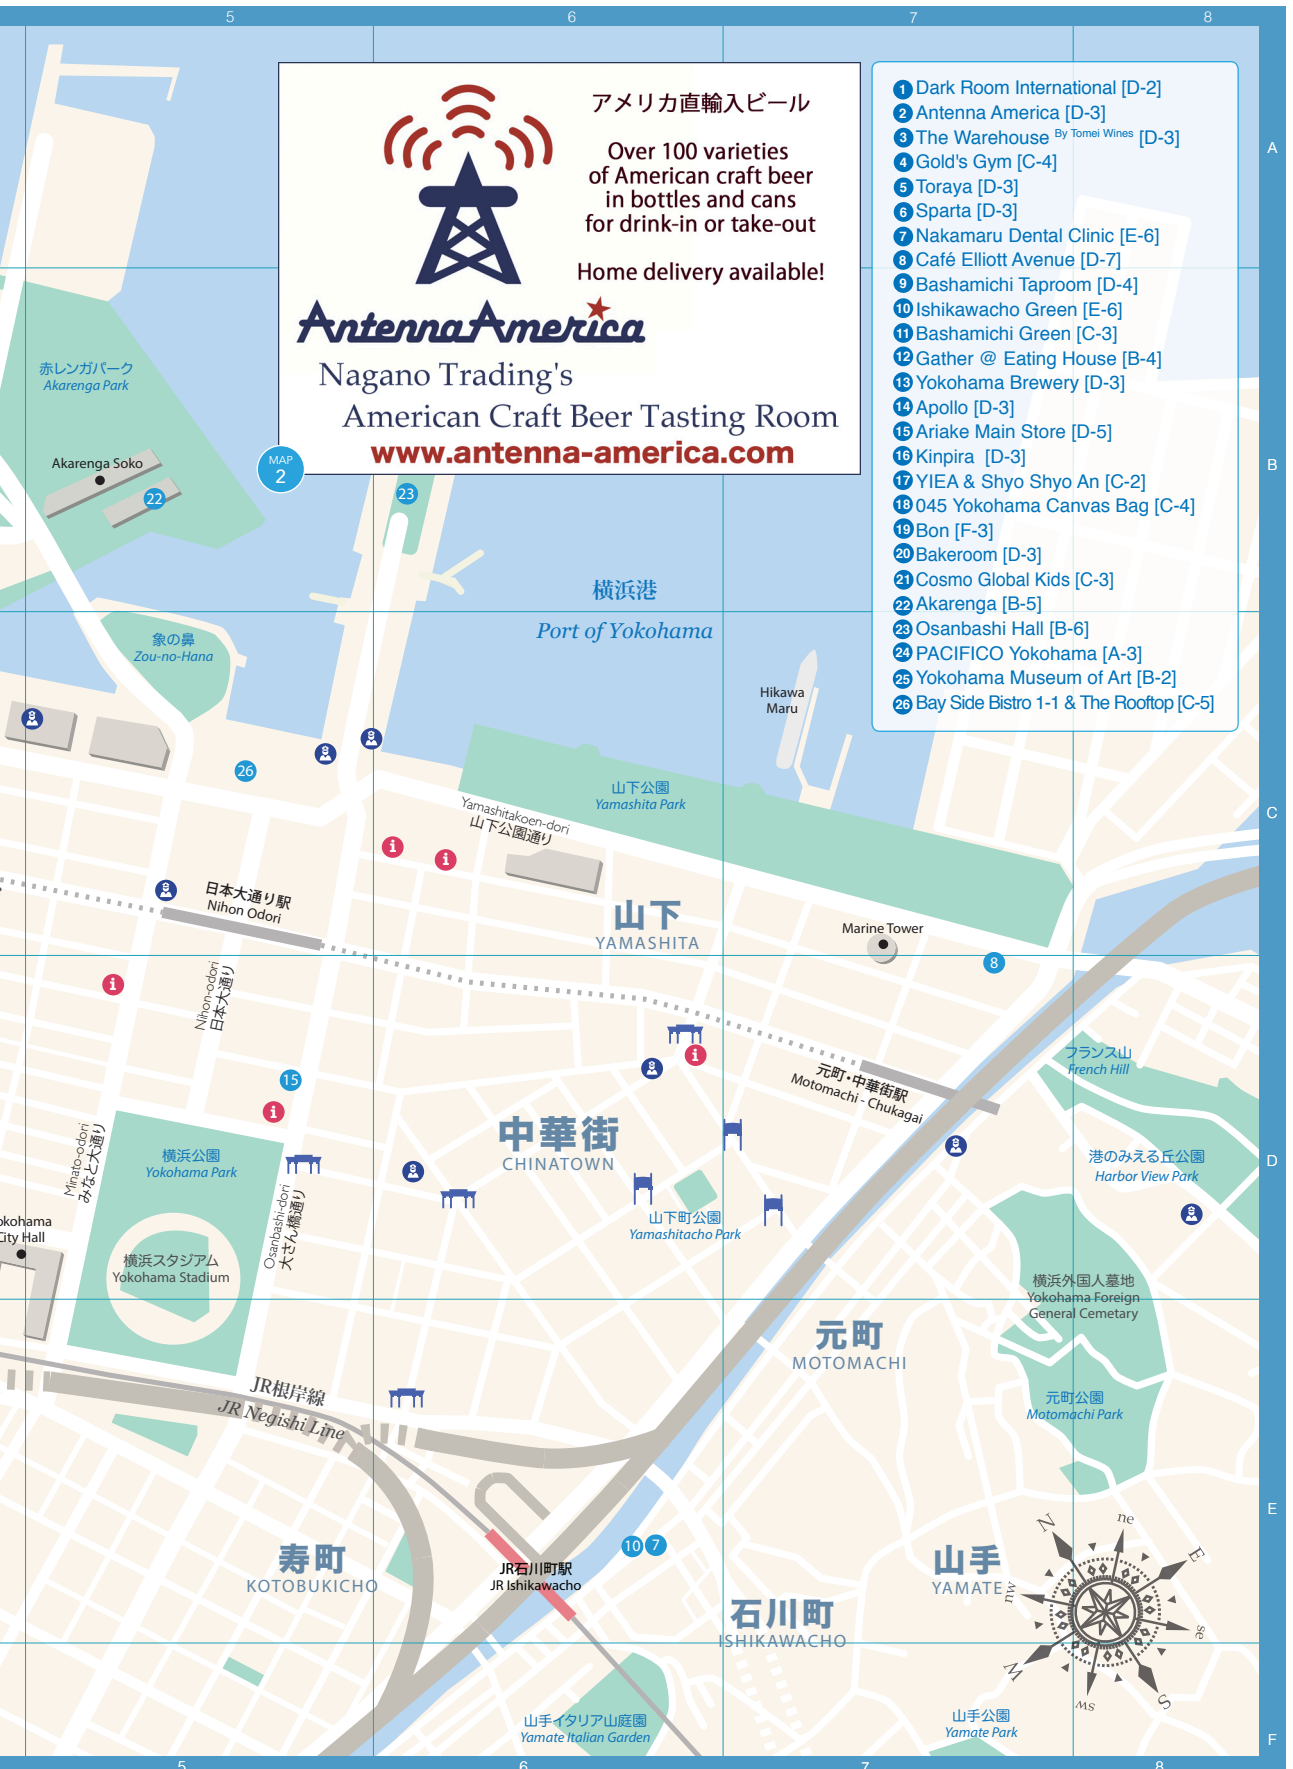 5 6 7 8
アメリカ直輸入ビール
Over 100 varieties
of American craft beer
in bottles and cans
for drink-in or take-out
Home delivery available!
Antenna America
Nagano Trading's
American Craft Beer Tasting Room
www.antenna-america.com
1 Dark Room International [D-2]
2 Antenna America [D-3]
3 The Warehouse By Tomei Wines [D-3]
4 Gold's Gym [C-4]
5 Toraya [D-3]
6 Sparta [D-3]
7 Nakamaru Dental Clinic [E-6]
8 Café Elliott Avenue [D-7]
9 Bashamichi Taproom [D-4]
10 Ishikawacho Green [E-6]
11 Bashamichi Green [C-3]
12 Gather @ Eating House [B-4]
13 Yokohama Brewery [D-3]
14 Apollo [D-3]
15 Ariake Main Store [D-5]
16 Kinpira [D-3]
17 YIEA & Shyo Shyo An [C-2]
18 045 Yokohama Canvas Bag [C-4]
19 Bon [F-3]
20 Bakeroom [D-3]
21 Cosmo Global Kids [C-3]
22 Akarenga [B-5]
23 Osanbashi Hall [B-6]
24 PACIFICO Yokohama [A-3]
25 Yokohama Museum of Art [B-2]
26 Bay Side Bistro 1-1 & The Rooftop [C-5]
A
赤レンガパーク
Akarenga Park
MAP
2
Akarenga Soko
22
23
B
横浜港
Port of Yokohama
象の鼻
Zou-no-Hana
Hikawa
Maru
26
山下公園
Yamashita Park
Yamashitakoen-dori
山下公園通り
C
日本大通り駅
Nihon Odori
山下
YAMASHITA
Marine Tower
8
Nihon-odori
日本大通り
フランス山
French Hill
15
元町・中華街駅
Motomachi - Chukagai
中華街
CHINATOWN
Minato-odori
みなと大通り
横浜公園
Yokohama Park
港のみえる丘公園
Harbor View Park
D
Osanbashi-dori
大さん橋通り
山下町公園
Yamashitacho Park
okohama
City Hall
横浜スタジアム
Yokohama Stadium
横浜外国人墓地
Yokohama Foreign
General Cemetary
元町
MOTOMACHI
JR根岸線
JR Negishi Line
元町公園
Motomachi Park
E
10 7
寿町
KOTOBUKICHO
JR石川町駅
JR Ishikawacho
山手
YAMATE
N ne E se S sw W nw
石川町
ISHIKAWACHO
山手イタリア山庭園
Yamate Italian Garden
山手公園
Yamate Park
F
5 6 7 8